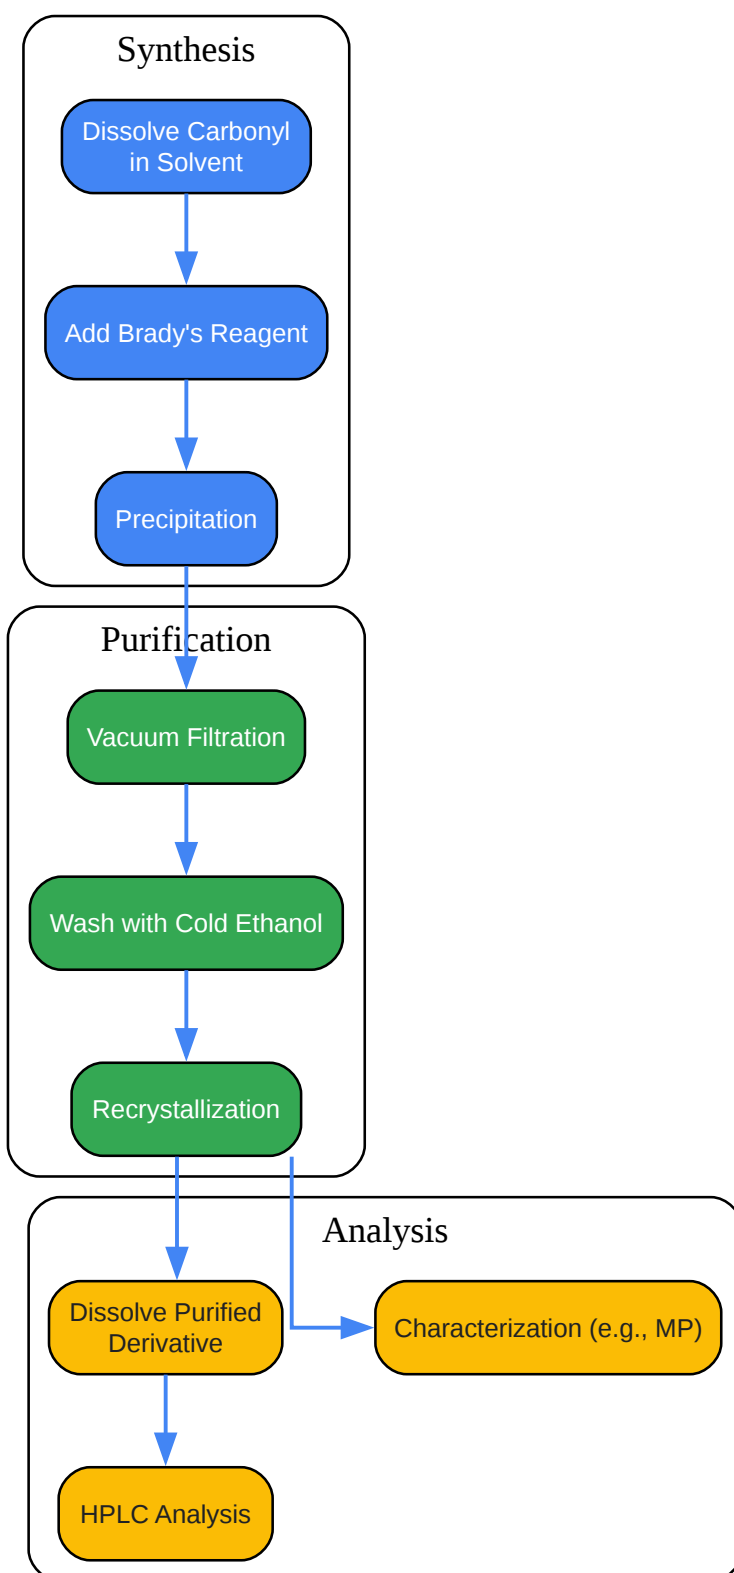 Synthesis
Dissolve Carbonyl
in Solvent
Add Brady's Reagent
Precipitation
Purification
Vacuum Filtration
Wash with Cold Ethanol
Recrystallization
Analysis
Dissolve Purified
Derivative
Characterization (e.g., MP)
HPLC Analysis